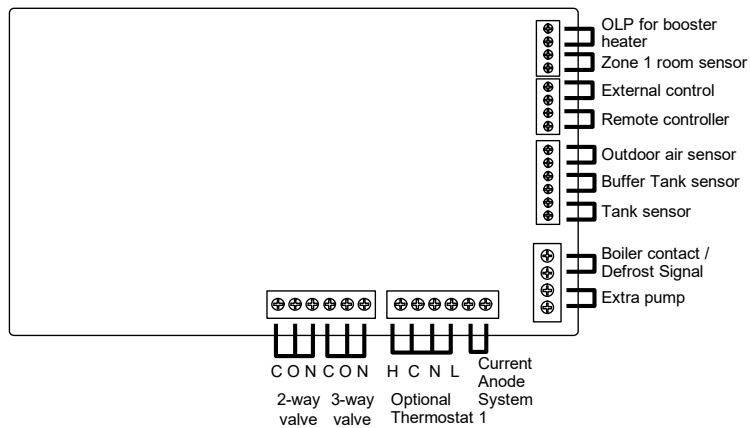 OLP for booster
heater
Zone 1 room sensor
External control
Remote controller
Outdoor air sensor
Buffer Tank sensor
Tank sensor
Boiler contact /
Defrost Signal
Extra pump
C O N C O N H C N L
2-way valve
3-way valve
Optional
Thermostat 1
Current
Anode
System